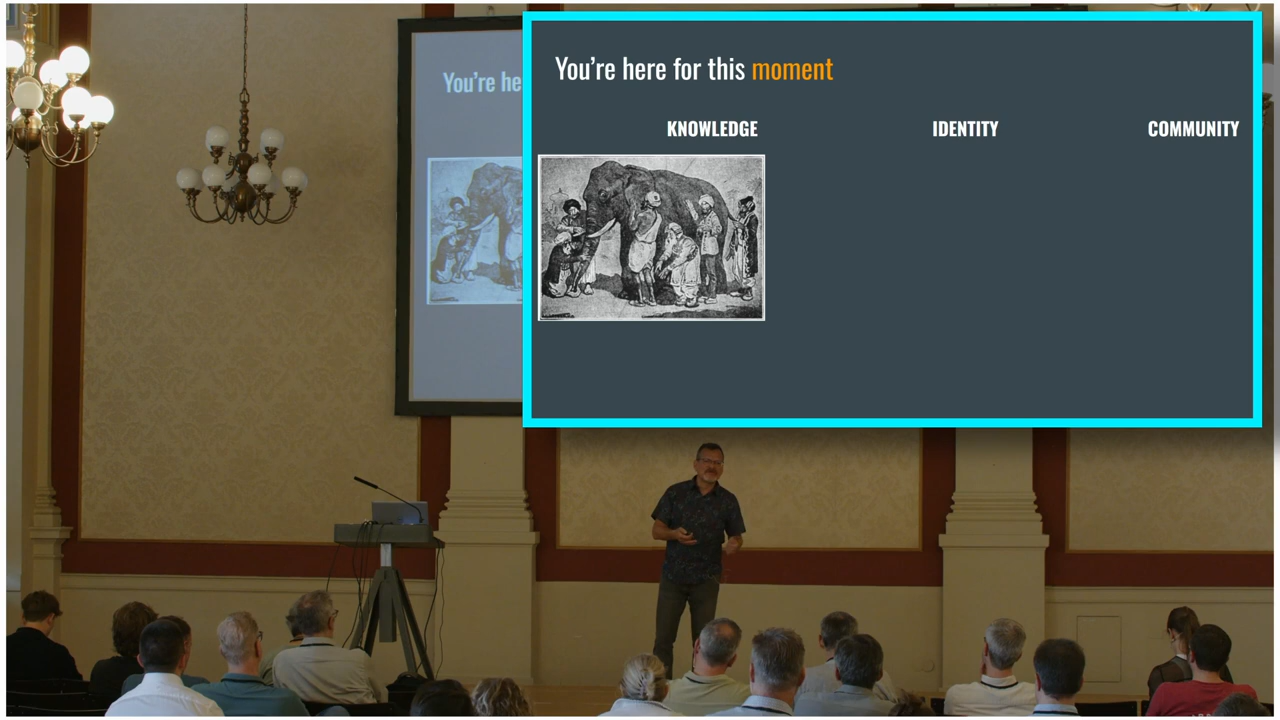 You're he
You're here for this moment
KNOWLEDGE
IDENTITY
COMMUNITY